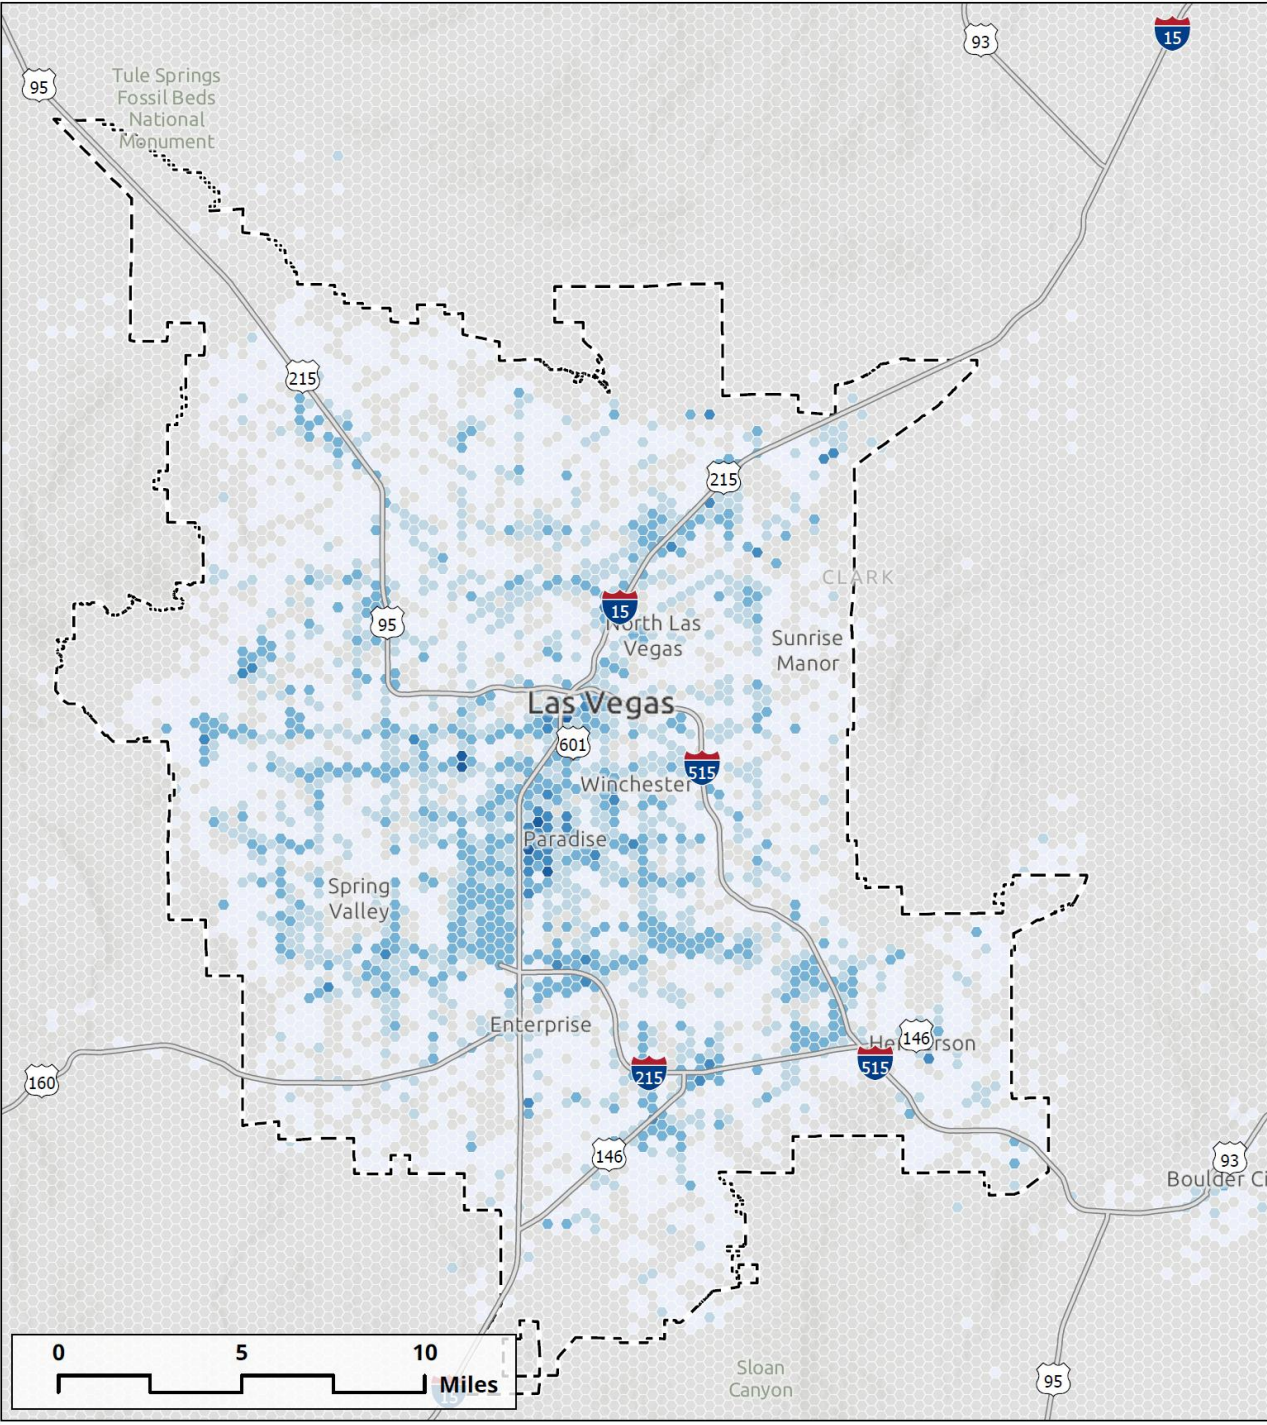 93
15
95
Tule Springs
Fossil Beds
National
Monument
215
215
CLARK
15
95
North Las
Vegas
Sunrise
Manor
Las Vegas
601
515
Winchester
Paradise
Spring
Valley
Enterprise
146
Henderson
515
215
160
146
93
Boulder Ci
0
5
10
Miles
15
Sloan
Canyon
95